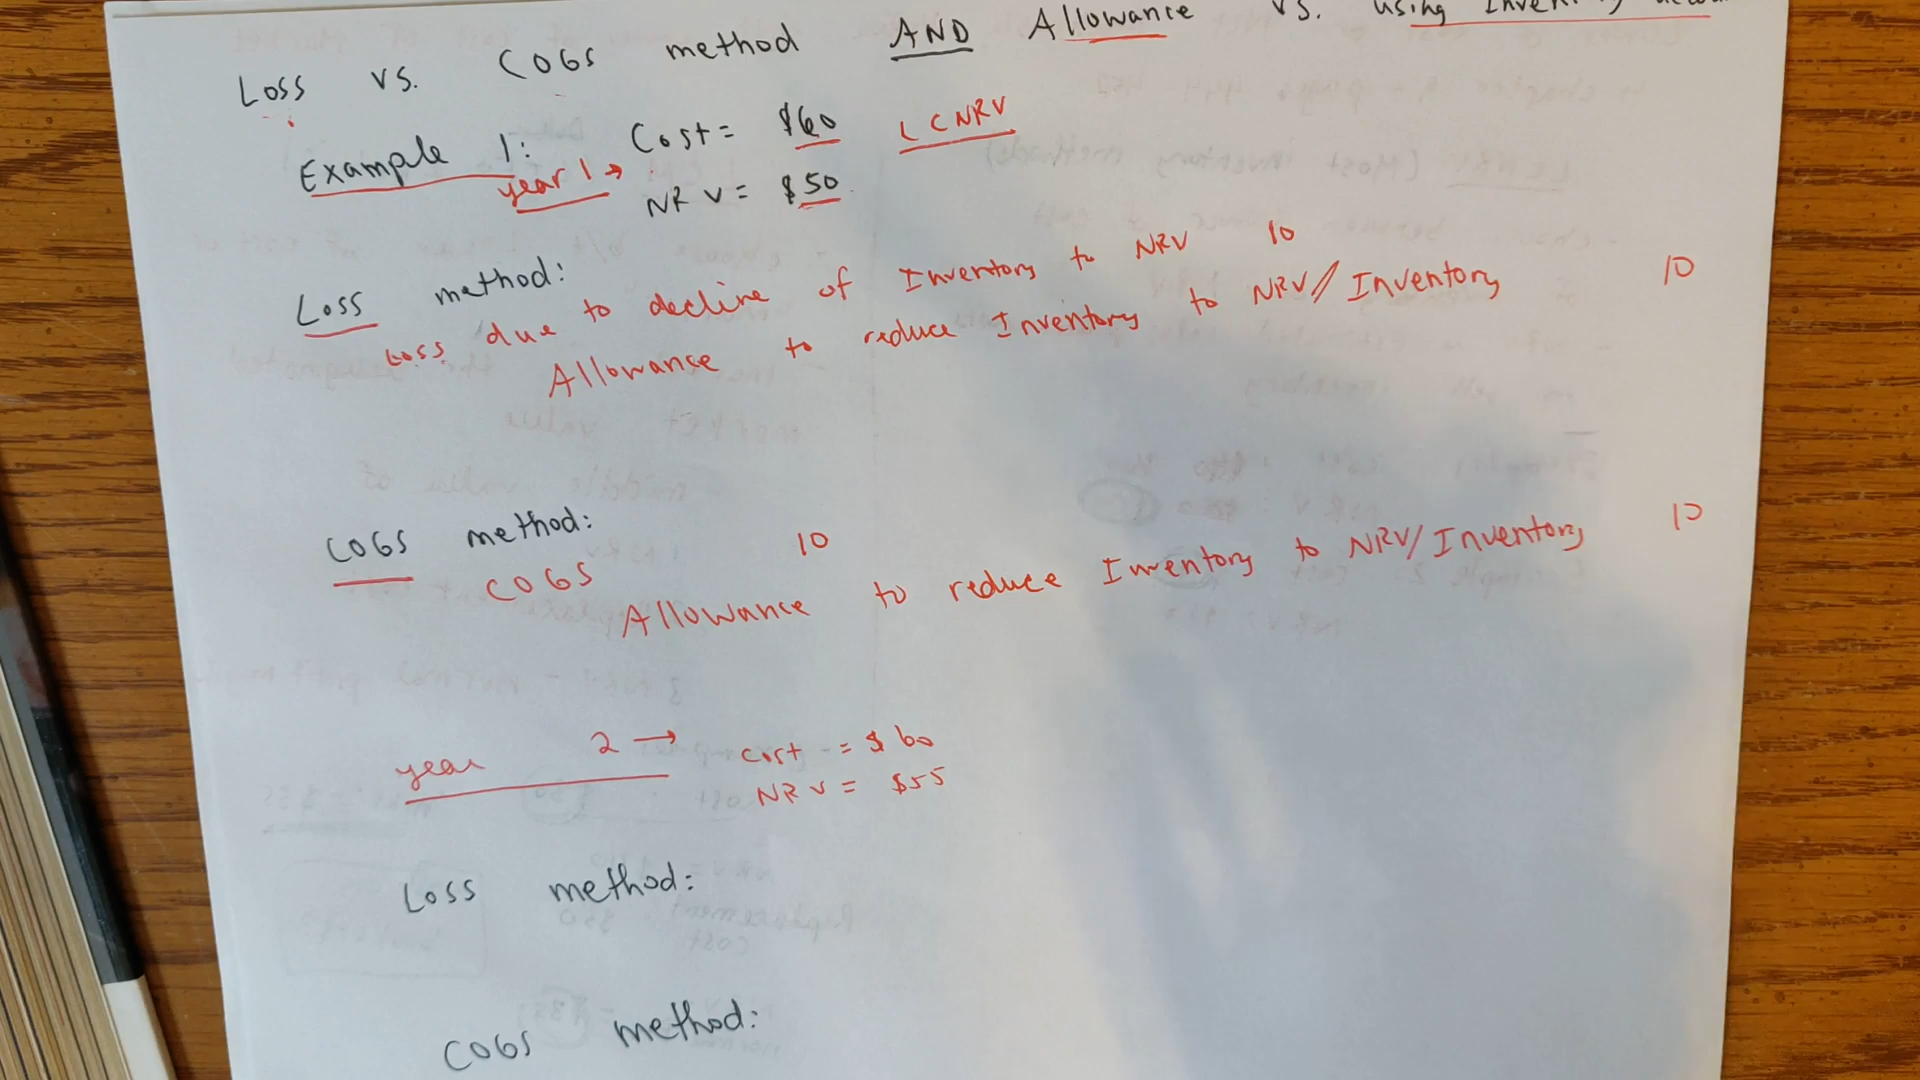 Loss vs. COGS method AND Allowance vs. using
Example 1: Cost = $60 LCNRV
year 1 → NRV = $50
Loss method:
Loss due to decline of Inventory to NRV 10
Allowance to reduce Inventory to NRV/Inventory 10
COGS method:
COGS 10
Allowance to reduce Inventory to NRV/Inventory 10
year 2 → cost = $60
NRV = $55
Loss method:
COGS method: